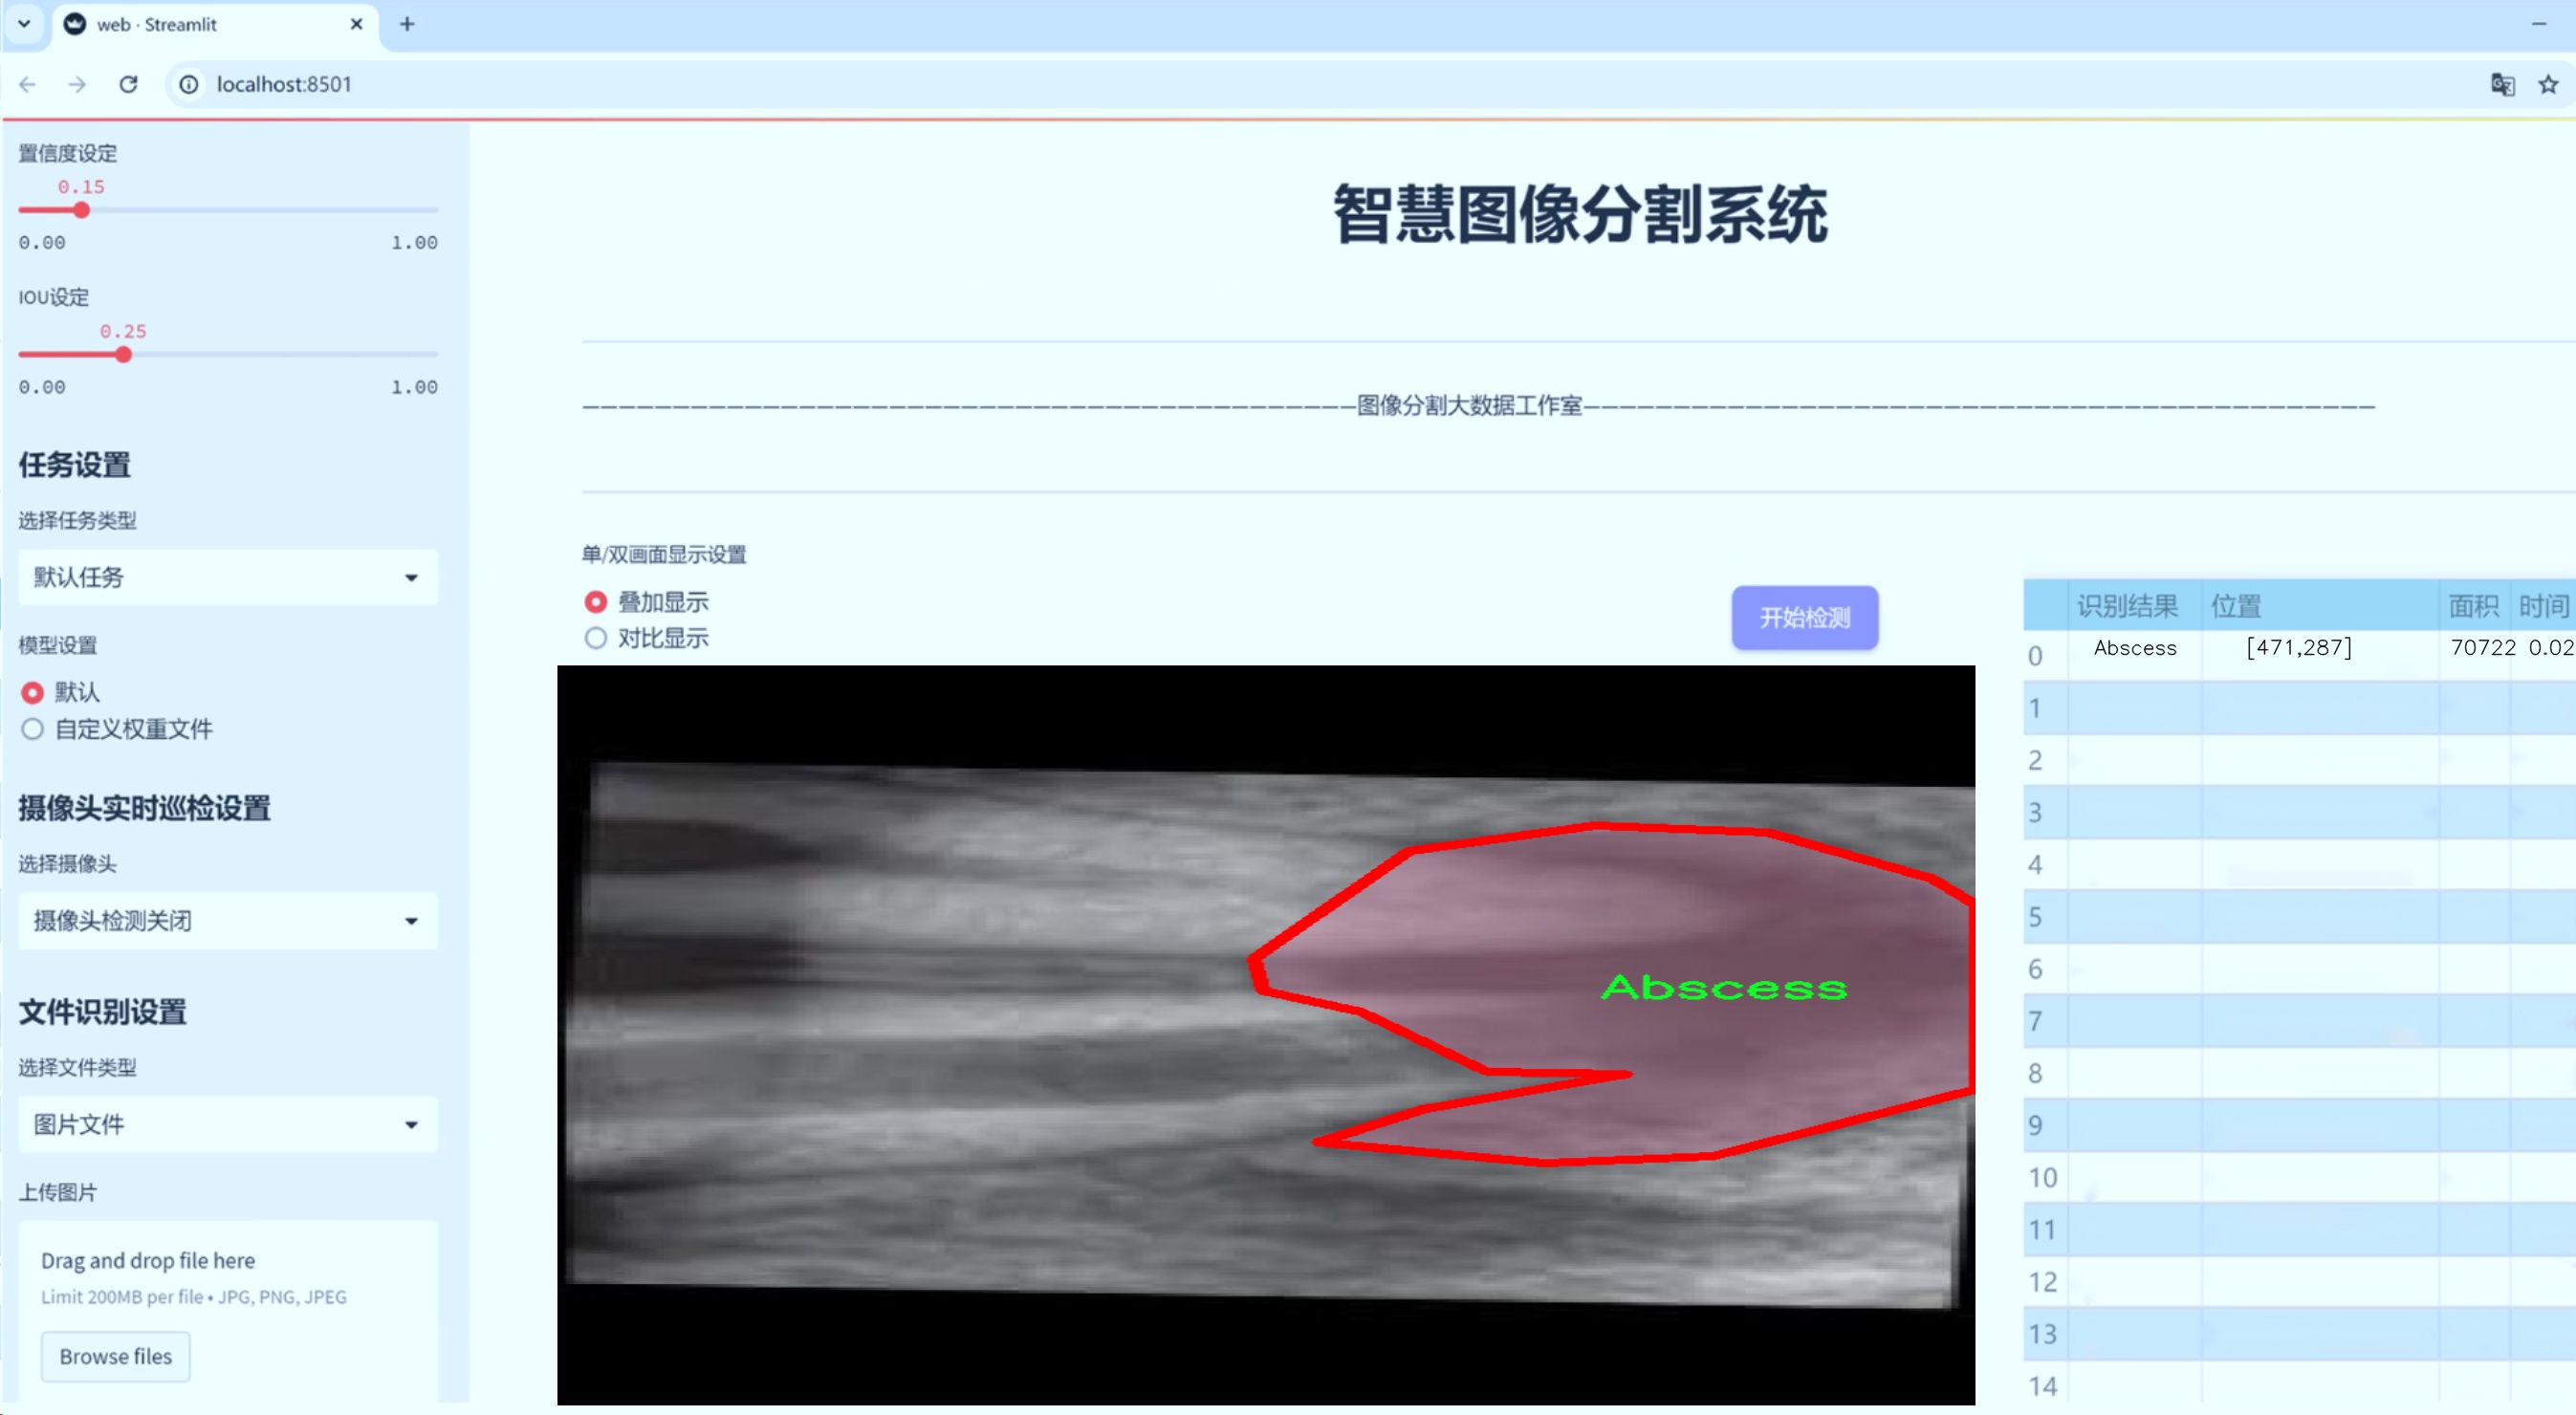 web · Streamlit
localhost:8501
置信度设定
0.15
0.00 1.00
IOU设定
0.25
0.00 1.00
任务设置
选择任务类型
默认任务
模型设置
默认
自定义权重文件
摄像头实时巡检设置
选择摄像头
摄像头检测关闭
文件识别设置
选择文件类型
图片文件
上传图片
Drag and drop file here
Limit 200MB per file • JPG, PNG, JPEG
Browse files
智慧图像分割系统
———————————————————————————————————————————图像分割大数据工作室————————————————————————————————————————————
单/双画面显示设置
叠加显示
对比显示
开始检测
Abscess
识别结果 位置 面积 时间
0 Abscess [471,287] 70722 0.02
1
2
3
4
5
6
7
8
9
10
11
12
13
14